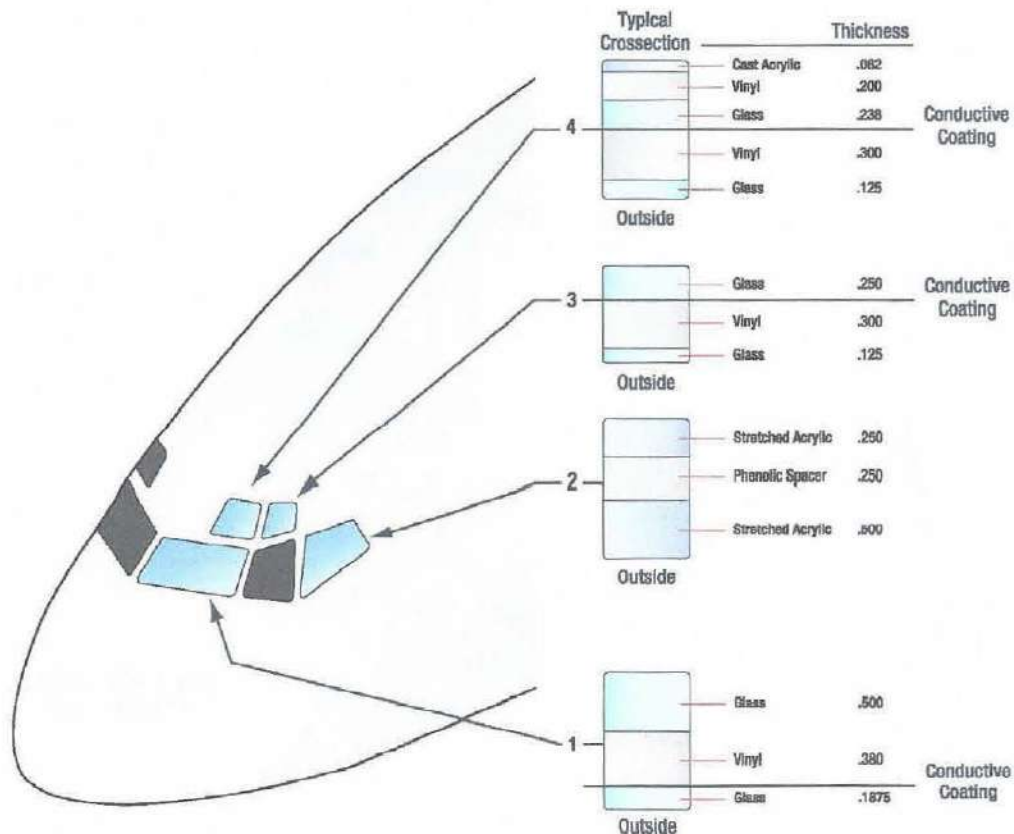 Typical
Crossection
Thickness
Cast Acrylic .062
Vinyl .200
4
Glass .238
Conductive
Coating
Vinyl .300
Glass .125
Outside
Glass .250
3
Conductive
Coating
Vinyl .300
Glass .125
Outside
Stretched Acrylic .250
2
Phenolic Spacer .250
Stretched Acrylic .500
Outside
Glass .500
1
Vinyl .380
Conductive
Coating
Glass .1875
Outside